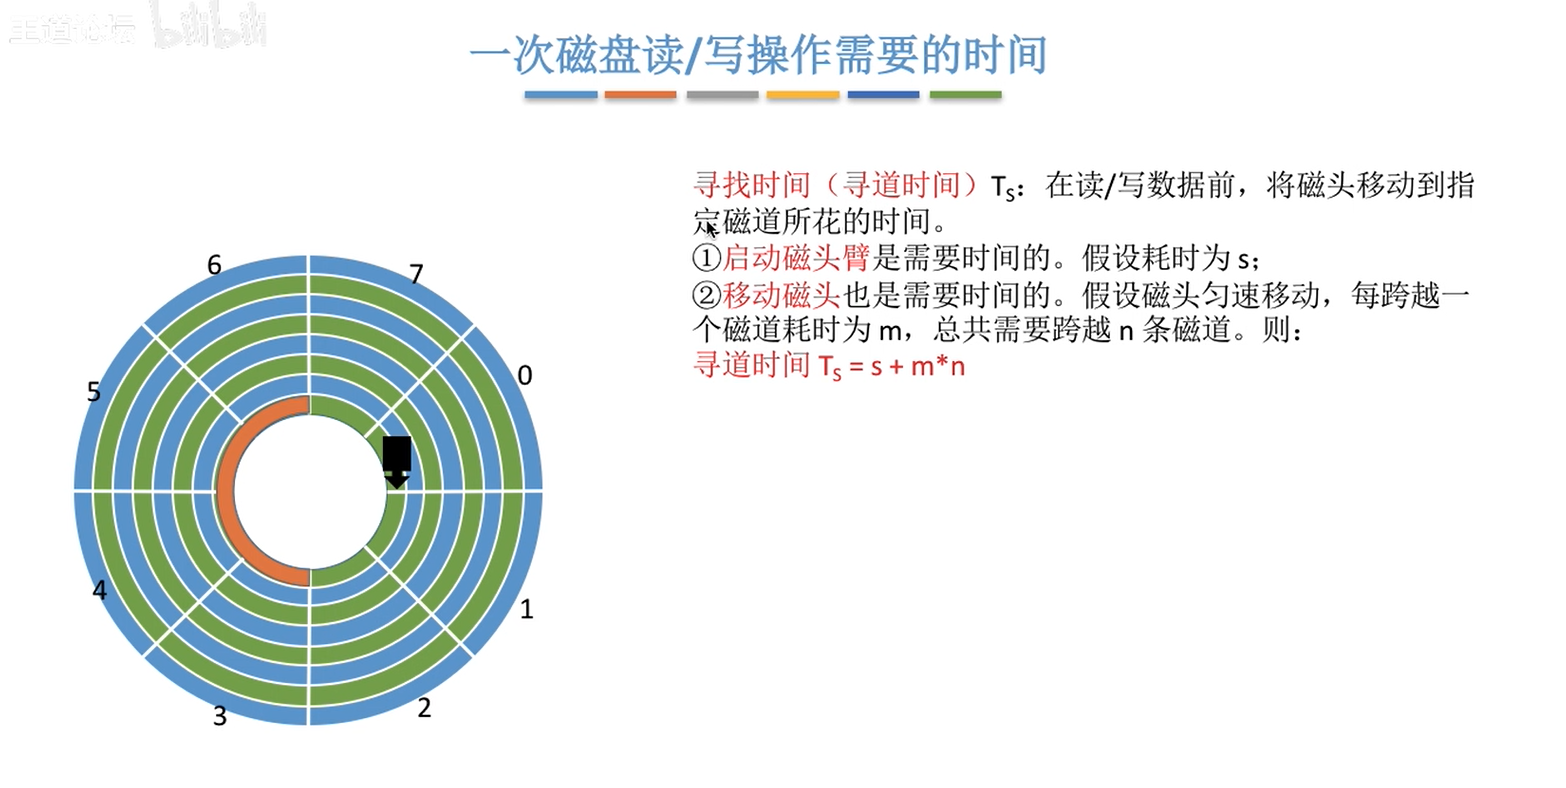 王道论坛 bilibili
一次磁盘读/写操作需要的时间
寻找时间（寻道时间）TS：在读/写数据前，将磁头移动到指
定磁道所花的时间。
①启动磁头臂是需要时间的。假设耗时为 s；
②移动磁头也是需要时间的。假设磁头匀速移动，每跨越一
个磁道耗时为 m，总共需要跨越 n 条磁道。则：
寻道时间 TS = s + m*n
6
7
5
0
4
1
3
2